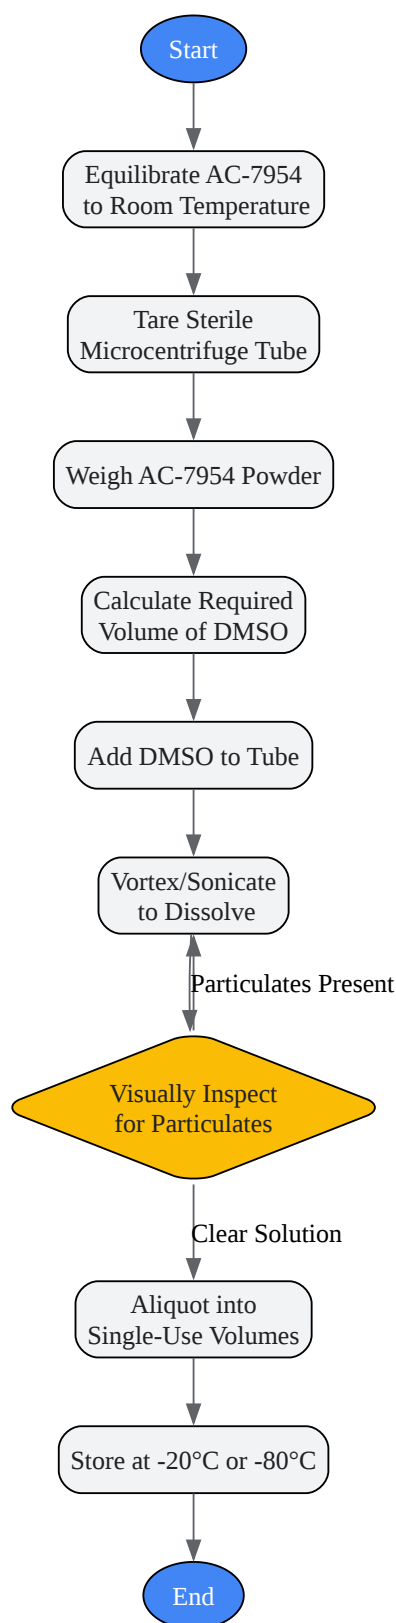 Start
Equilibrate AC-7954
to Room Temperature
Tare Sterile
Microcentrifuge Tube
Weigh AC-7954 Powder
Calculate Required
Volume of DMSO
Add DMSO to Tube
Vortex/Sonicate
to Dissolve
Particulates Present
Visually Inspect
for Particulates
Clear Solution
Aliquot into
Single-Use Volumes
Store at -20°C or -80°C
End